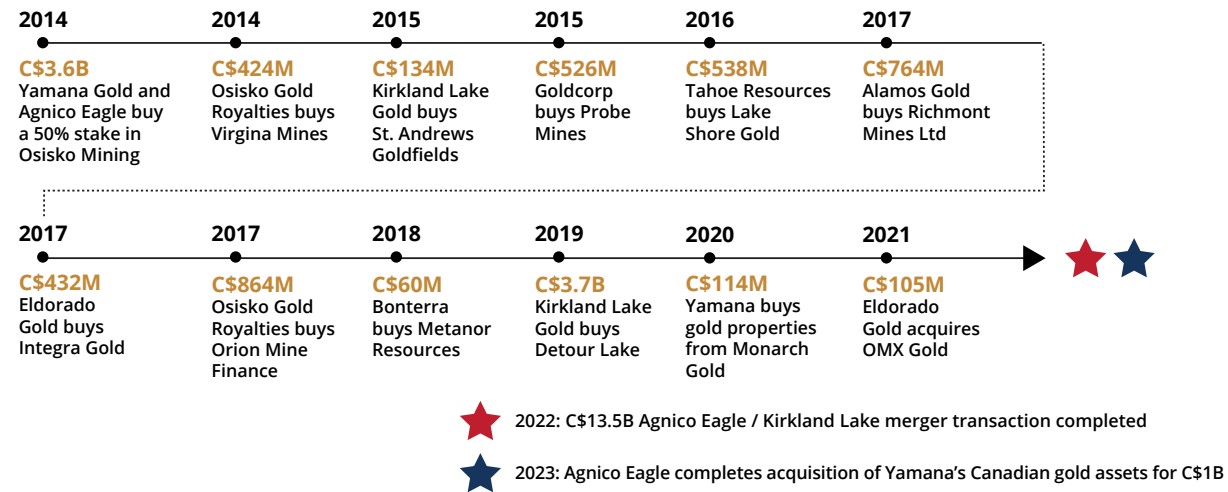 2014
C$3.6B
Yamana Gold and
Agnico Eagle buy
a 50% stake in
Osisko Mining
2014
C$424M
Osisko Gold
Royalties buys
Virgina Mines
2015
C$134M
Kirkland Lake
Gold buys
St. Andrews
Goldfields
2015
C$526M
Goldcorp
buys Probe
Mines
2016
C$538M
Tahoe Resources
buys Lake
Shore Gold
2017
C$764M
Alamos Gold
buys Richmont
Mines Ltd
2017
C$432M
Eldorado
Gold buys
Integra Gold
2017
C$864M
Osisko Gold
Royalties buys
Orion Mine
Finance
2018
C$60M
Bonterra
buys Metanor
Resources
2019
C$3.7B
Kirkland Lake
Gold buys
Detour Lake
2020
C$114M
Yamana buys
gold properties
from Monarch
Gold
2021
C$105M
Eldorado
Gold acquires
OMX Gold
2022: C$13.5B Agnico Eagle / Kirkland Lake merger transaction completed
2023: Agnico Eagle completes acquisition of Yamana’s Canadian gold assets for C$1B